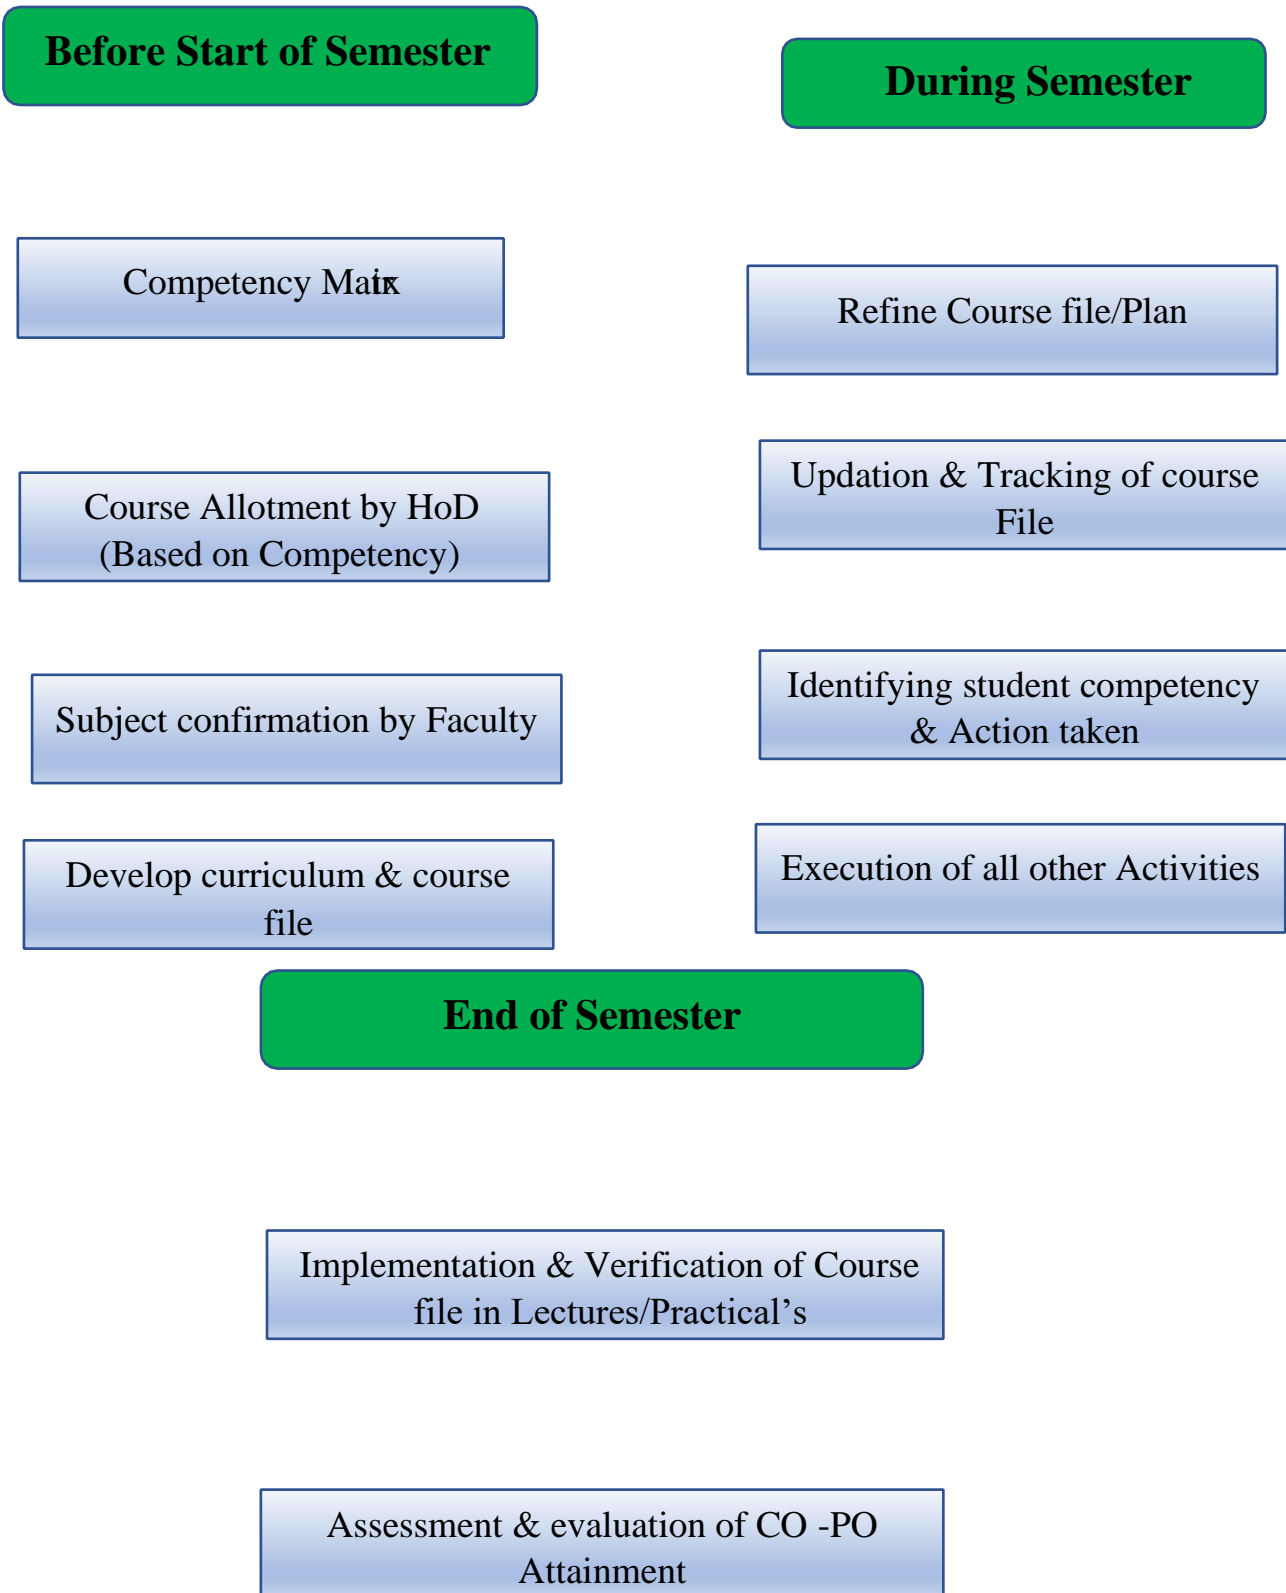 Before Start of Semester
Competency Matrix
Course Allotment by HoD
(Based on Competency)
Subject confirmation by Faculty
Develop curriculum & course
file
During Semester
Refine Course file/Plan
Updation & Tracking of course
File
Identifying student competency
& Action taken
Execution of all other Activities
End of Semester
Implementation & Verification of Course
file in Lectures/Practical’s
Assessment & evaluation of CO -PO
Attainment